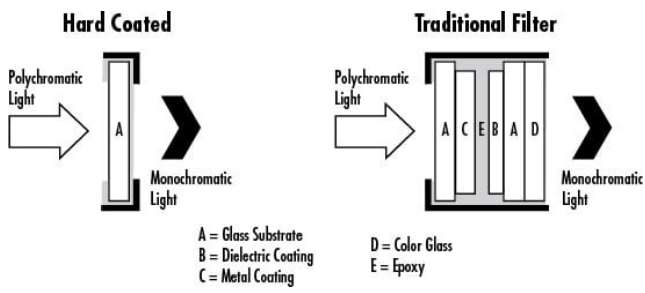 Hard Coated
Polychromatic
Light
A
Monochromatic
Light
Traditional Filter
Polychromatic
Light
A C E B A D
Monochromatic
Light
A = Glass Substrate
B = Dielectric Coating
C = Metal Coating
D = Color Glass
E = Epoxy